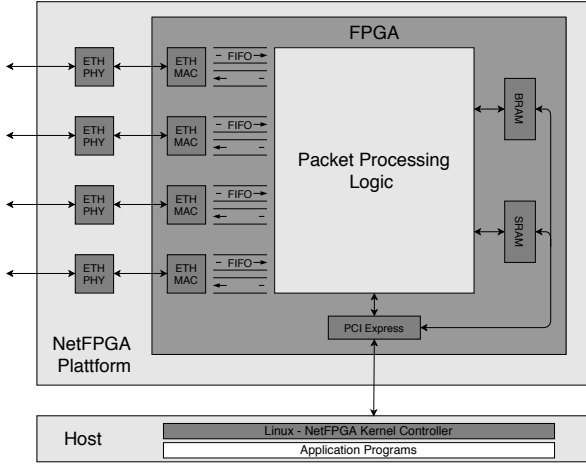 FPGA
ETH
PHY
ETH
MAC
FIFO
ETH
PHY
ETH
MAC
FIFO
ETH
PHY
ETH
MAC
FIFO
ETH
PHY
ETH
MAC
FIFO
Packet Processing
Logic
BRAM
SRAM
PCI Express
NetFPGA
Plattform
Host
Linux - NetFPGA Kernel Controller
Application Programs